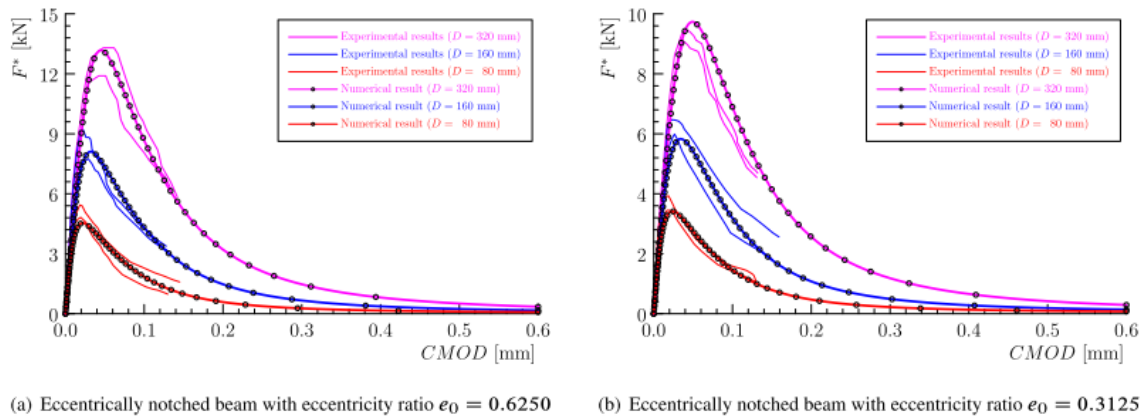 F* [kN]
15
12
9
6
3
0
0.0 0.1 0.2 0.3 0.4 0.5 0.6
CMOD [mm]
Experimental results (D = 320 mm)
Experimental results (D = 160 mm)
Experimental results (D = 80 mm)
Numerical result (D = 320 mm)
Numerical result (D = 160 mm)
Numerical result (D = 80 mm)
(a) Eccentrically notched beam with eccentricity ratio e₀ = 0.6250
F* [kN]
10
8
6
4
2
0
0.0 0.1 0.2 0.3 0.4 0.5 0.6
CMOD [mm]
Experimental results (D = 320 mm)
Experimental results (D = 160 mm)
Experimental results (D = 80 mm)
Numerical result (D = 320 mm)
Numerical result (D = 160 mm)
Numerical result (D = 80 mm)
(b) Eccentrically notched beam with eccentricity ratio e₀ = 0.3125